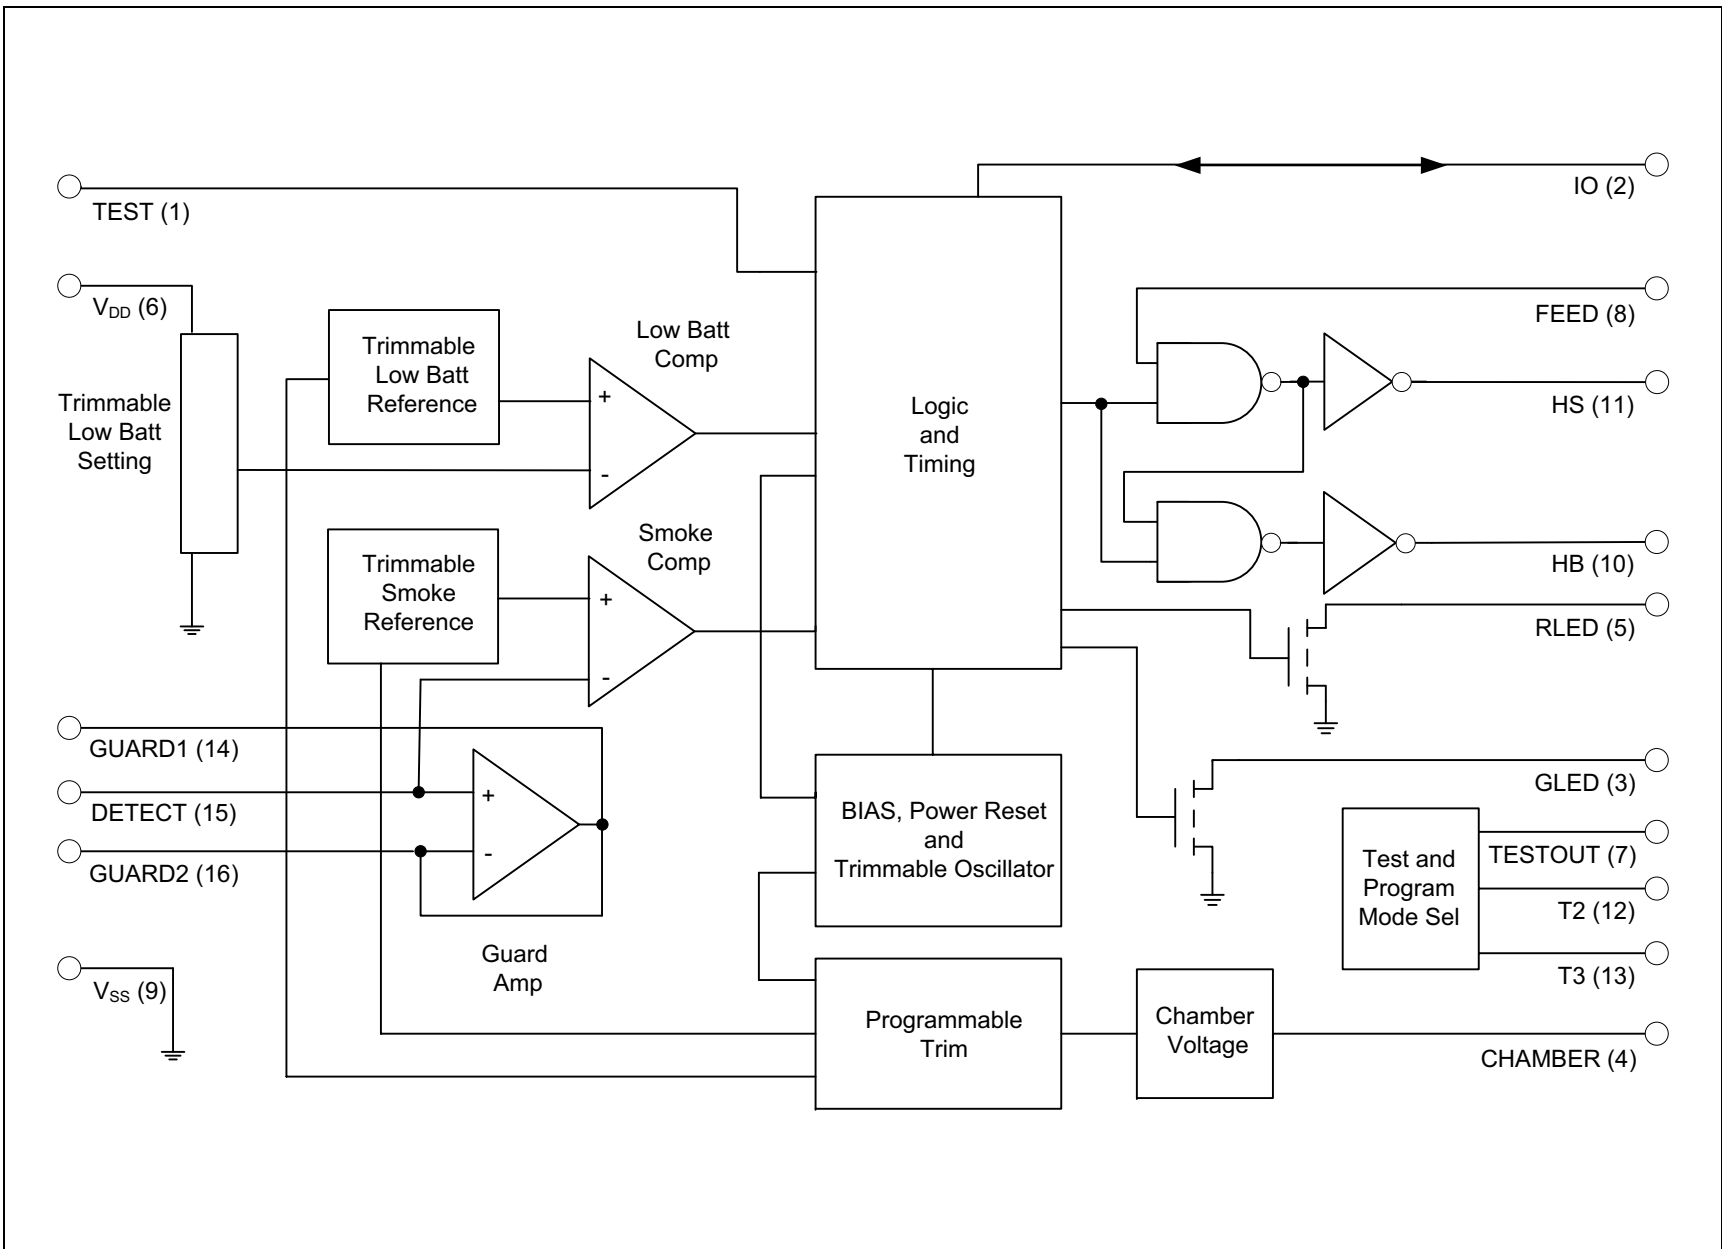 TEST (1)
IO (2)
VDD (6)
FEED (8)
Trimmable
Low Batt
Reference
Low Batt
Comp
+
-
Trimmable
Low Batt
Setting
Logic
and
Timing
HS (11)
Trimmable
Smoke
Reference
Smoke
Comp
+
-
HB (10)
RLED (5)
GUARD1 (14)
DETECT (15)
GUARD2 (16)
+
-
Guard
Amp
BIAS, Power Reset
and
Trimmable Oscillator
GLED (3)
Test and
Program
Mode Sel
TESTOUT (7)
T2 (12)
T3 (13)
VSS (9)
Programmable
Trim
Chamber
Voltage
CHAMBER (4)